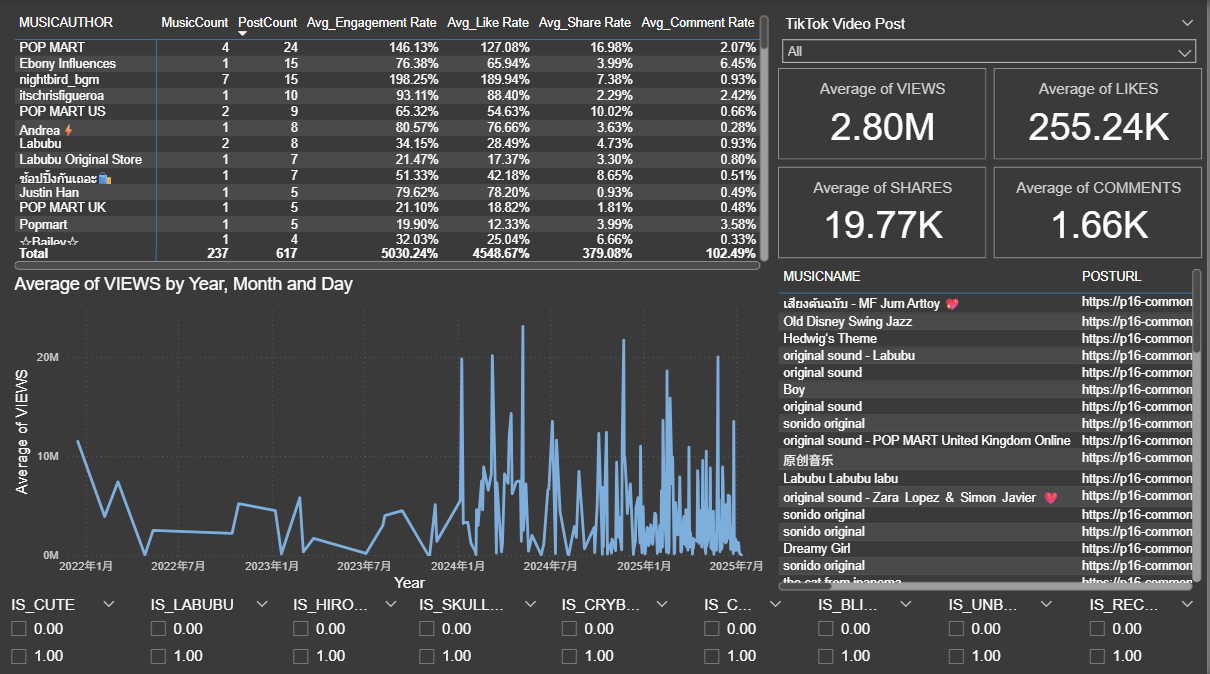 MUSICAUTHOR MusicCount PostCount Avg_Engagement Rate Avg_Like Rate Avg_Share Rate Avg_Comment Rate
POP MART 4 24 146.13% 127.08% 16.98% 2.07%
Ebony Influences 1 15 76.38% 65.94% 3.99% 6.45%
nightbird_bgm 7 15 198.25% 189.94% 7.38% 0.93%
itschrisfigueroa 1 10 93.11% 88.40% 2.29% 2.42%
POP MART US 2 9 65.32% 54.63% 10.02% 0.66%
Andrea⚡ 1 8 80.57% 76.66% 3.63% 0.28%
Labubu 2 8 34.15% 28.49% 4.73% 0.93%
Labubu Original Store 1 7 21.47% 17.37% 3.30% 0.80%
ช้อปปิ้งกันเถอะ🛍️ 1 7 51.33% 42.18% 8.65% 0.51%
Justin Han 1 5 79.62% 78.20% 0.93% 0.49%
POP MART UK 1 5 21.10% 18.82% 1.81% 0.48%
Popmart 1 5 19.90% 12.33% 3.99% 3.58%
☆Bailey☆ 1 4 32.03% 25.04% 6.66% 0.33%
Total 237 617 5030.24% 4548.67% 379.08% 102.49%
TikTok Video Post
All
Average of VIEWS
2.80M
Average of LIKES
255.24K
Average of SHARES
19.77K
Average of COMMENTS
1.66K
Average of VIEWS by Year, Month and Day
Average of VIEWS
20M
10M
0M
2022年1月 2022年7月 2023年1月 2023年7月 2024年1月 2024年7月 2025年1月 2025年7月
Year
MUSICNAME POSTURL
เสียงต้นฉบับ - MF Jum Arttoy 💖 https://p16-common
Old Disney Swing Jazz https://p16-common
Hedwig's Theme https://p16-common
original sound - Labubu https://p16-common
original sound https://p16-common
Boy https://p16-common
original sound https://p16-common
sonido original https://p16-common
original sound - POP MART United Kingdom Online https://p16-common
原创音乐 https://p16-common
Labubu Labubu labu https://p16-common
original sound - Zara Lopez & Simon Javier 💗 https://p16-common
sonido original https://p16-common
sonido original https://p16-common
Dreamy Girl https://p16-common
sonido original https://p16-common
the cat from ipanema https://p16-common
IS_CUTE IS_LABUBU IS_HIRO... IS_SKULL... IS_CRYB... IS_C... IS_BLI... IS_UNB... IS_REC...
0.00 0.00 0.00 0.00 0.00 0.00 0.00 0.00 0.00
1.00 1.00 1.00 1.00 1.00 1.00 1.00 1.00 1.00